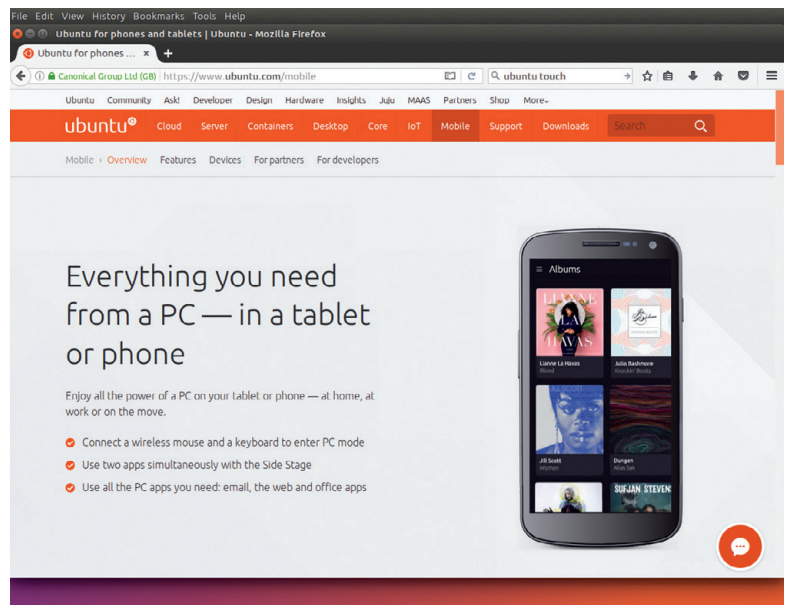 File Edit View History Bookmarks Tools Help
Ubuntu for phones and tablets | Ubuntu - Mozilla Firefox
Ubuntu for phones ... × +
Canonical Group Ltd (GB) https://www.ubuntu.com/mobile ubuntu touch
Ubuntu Community Ask! Developer Design Hardware Insights Juju MAAS Partners Shop More
ubuntu Cloud Server Containers Desktop Core IoT Mobile Support Downloads Search
Mobile › Overview Features Devices For partners For developers
Albums
Everything you need
from a PC — in a tablet
or phone
Enjoy all the power of a PC on your tablet or phone — at home, at
work or on the move.
Connect a wireless mouse and a keyboard to enter PC mode
Use two apps simultaneously with the Side Stage
Use all the PC apps you need: email, the web and office apps
LIANNE
LA
HAVAS
Lianne La Havas
Blood
Julio Bashmore
Knockin' Boots
Jill Scott
Woman
Dungen
Allas Sak
SUFJAN STEVENS